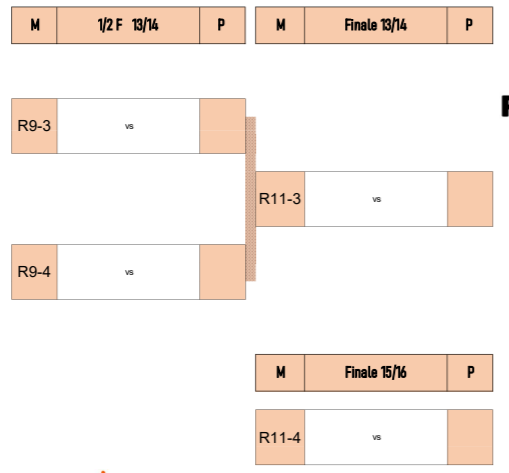 M 1/2 F 13/14 P M Finale 13/14 P
R9-3 vs
R11-3 vs
R9-4 vs
M Finale 15/16 P
R11-4 vs